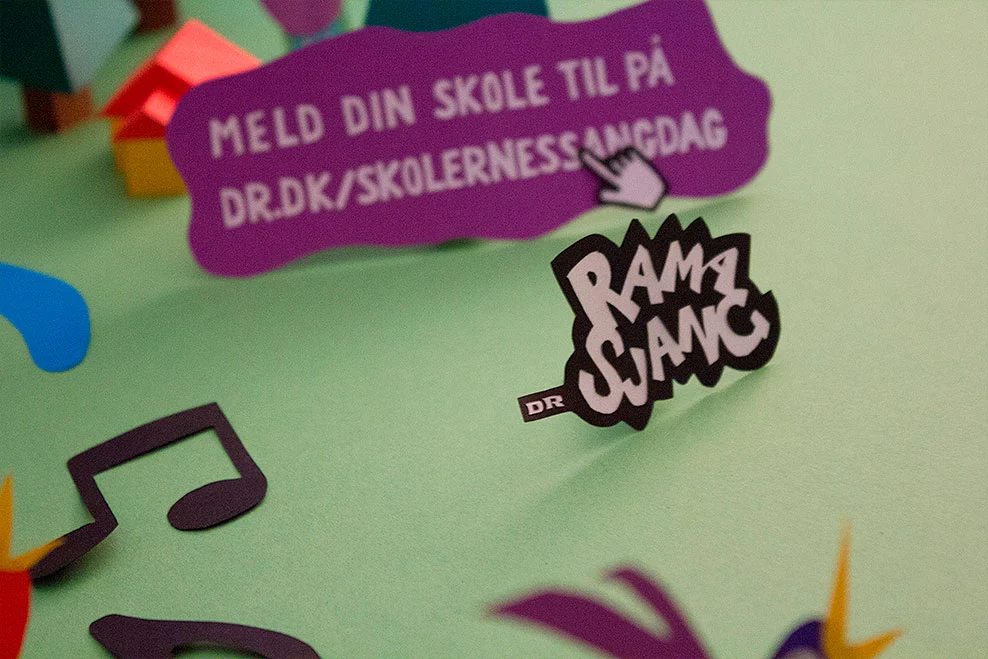 MELD DIN SKOLE TIL PÅ
DR.DK/SKOLERNESSANGDAG
RAMA
SJANG
DR